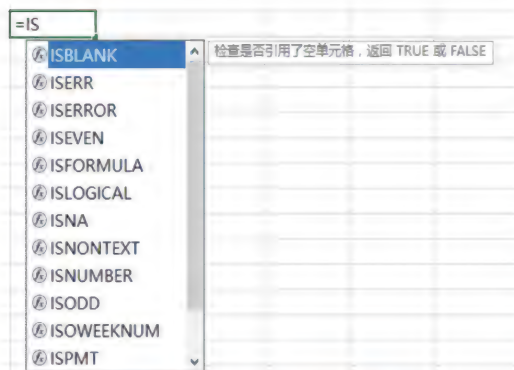 =IS
ISBLANK
检查是否引用了空单元格，返回 TRUE 或 FALSE
ISERR
ISERROR
ISEVEN
ISFORMULA
ISLOGICAL
ISNA
ISNONTEXT
ISNUMBER
ISODD
ISOWEEKNUM
ISPMT